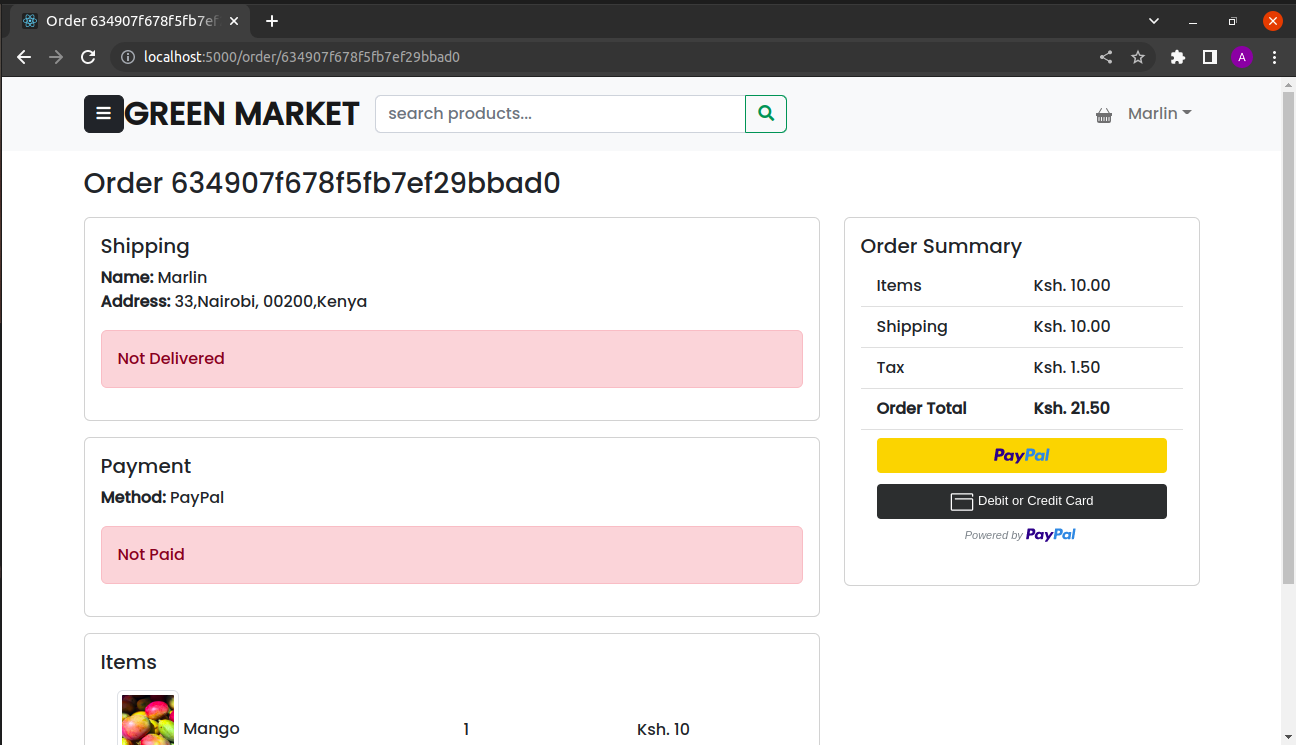 Order 634907f678f5fb7ef
localhost:5000/order/634907f678f5fb7ef29bbad0
A
GREEN MARKET
search products...
Marlin
Order 634907f678f5fb7ef29bbad0
Shipping
Name: Marlin
Address: 33,Nairobi, 00200,Kenya
Not Delivered
Payment
Method: PayPal
Not Paid
Items
Mango 1 Ksh. 10
Order Summary
Items Ksh. 10.00
Shipping Ksh. 10.00
Tax Ksh. 1.50
Order Total Ksh. 21.50
PayPal
Debit or Credit Card
Powered by PayPal